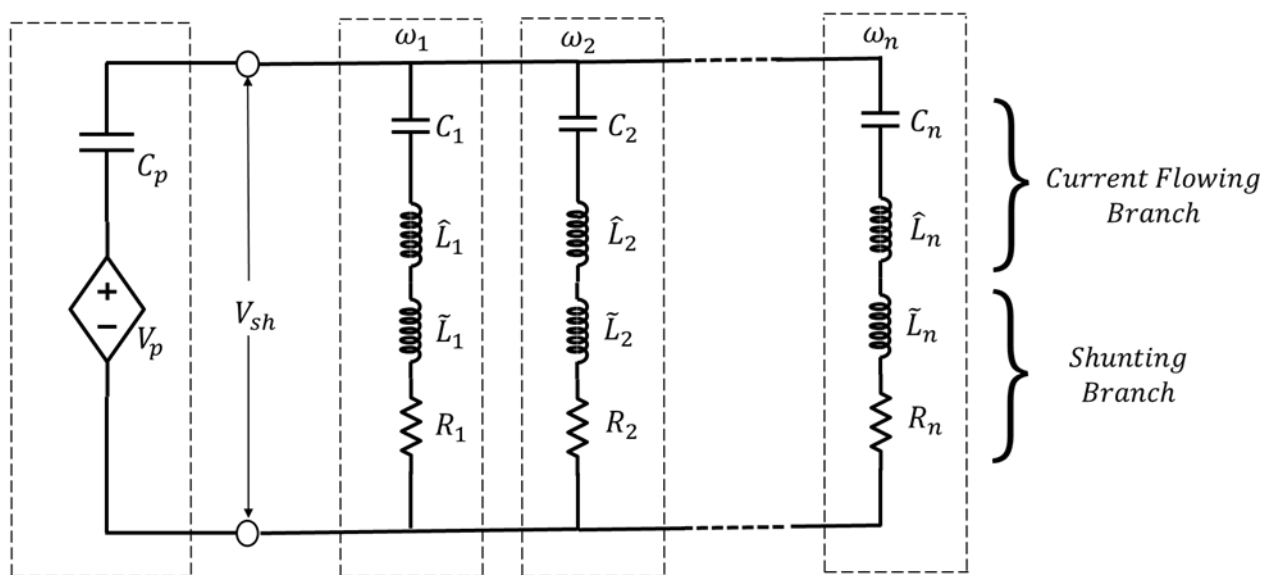 ω₁
ω₂
ωₙ
C₁
C₂
Cₙ
Cₚ
Current Flowing
Branch
L̂₁
L̂₂
L̂ₙ
+
−
Vₚ
Vₛₕ
L̃₁
L̃₂
L̃ₙ
Shunting
Branch
R₁
R₂
Rₙ